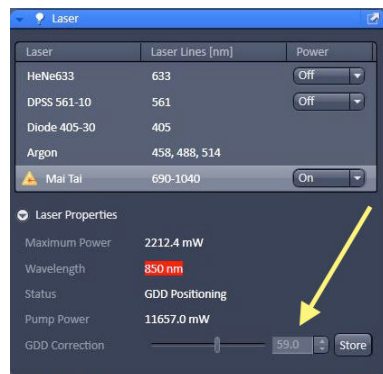 Laser
Laser Laser Lines [nm] Power
HeNe633 633 Off
DPSS 561-10 561 Off
Diode 405-30 405
Argon 458, 488, 514
Mai Tai 690-1040 On
Laser Properties
Maximum Power 2212.4 mW
Wavelength 850 nm
Status GDD Positioning
Pump Power 11657.0 mW
GDD Correction 59.0 Store